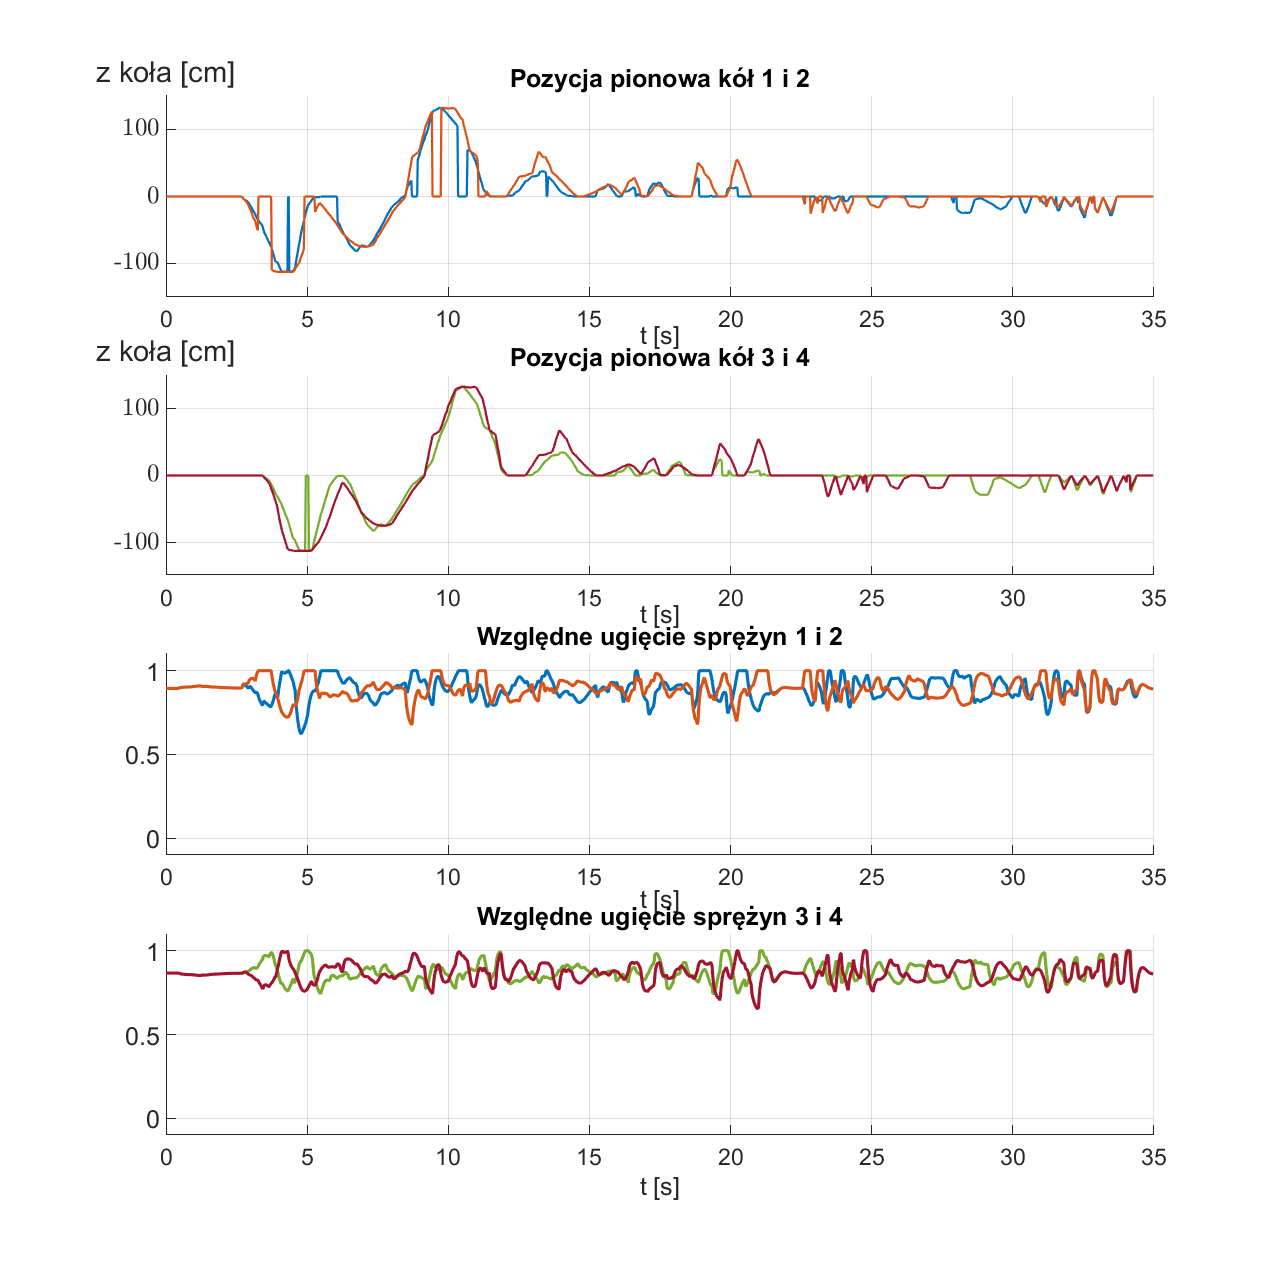 z koła [cm]
Pozycja pionowa kół 1 i 2
100
0
-100
0 5 10 15 20 25 30 35
t [s]
z koła [cm]
Pozycja pionowa kół 3 i 4
100
0
-100
0 5 10 15 20 25 30 35
t [s]
Względne ugięcie sprężyn 1 i 2
1
0.5
0
0 5 10 15 20 25 30 35
t [s]
Względne ugięcie sprężyn 3 i 4
1
0.5
0
0 5 10 15 20 25 30 35
t [s]